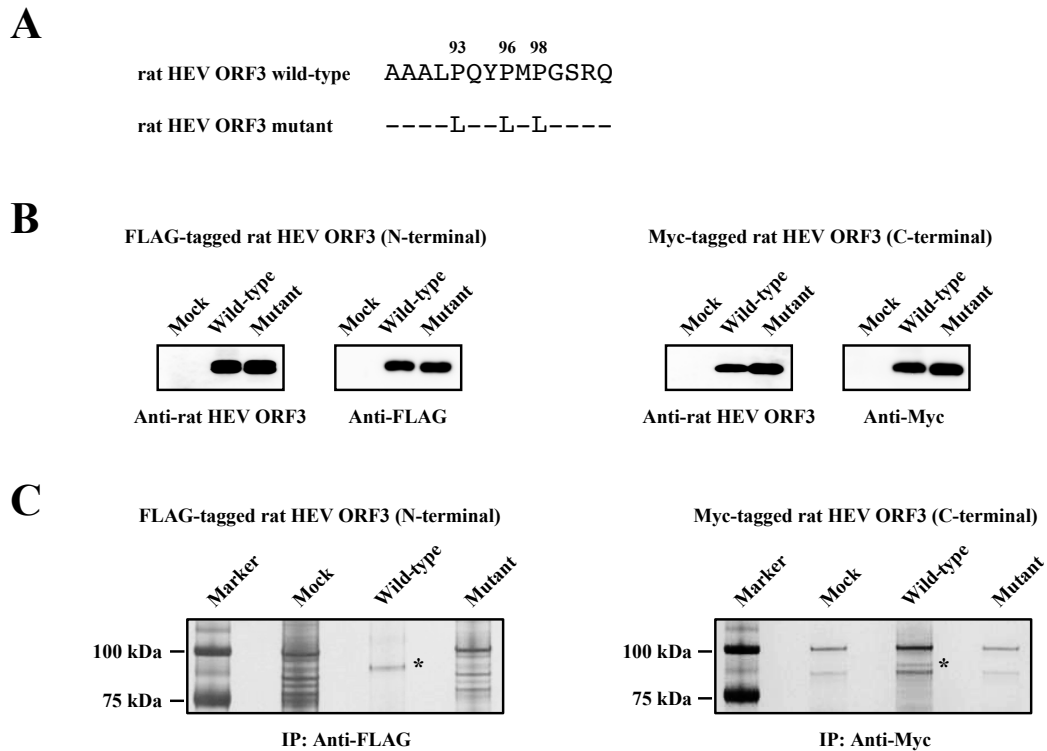 A
93 96 98
rat HEV ORF3 wild-type AAALPQYPMPGSRQ
rat HEV ORF3 mutant ----L--L-L----
B
FLAG-tagged rat HEV ORF3 (N-terminal)
Mock Wild-type Mutant
Mock Wild-type Mutant
Anti-rat HEV ORF3
Anti-FLAG
Myc-tagged rat HEV ORF3 (C-terminal)
Mock Wild-type Mutant
Mock Wild-type Mutant
Anti-rat HEV ORF3
Anti-Myc
C
FLAG-tagged rat HEV ORF3 (N-terminal)
Marker Mock Wild-type Mutant
100 kDa
*
75 kDa
IP: Anti-FLAG
Myc-tagged rat HEV ORF3 (C-terminal)
Marker Mock Wild-type Mutant
100 kDa
*
75 kDa
IP: Anti-Myc